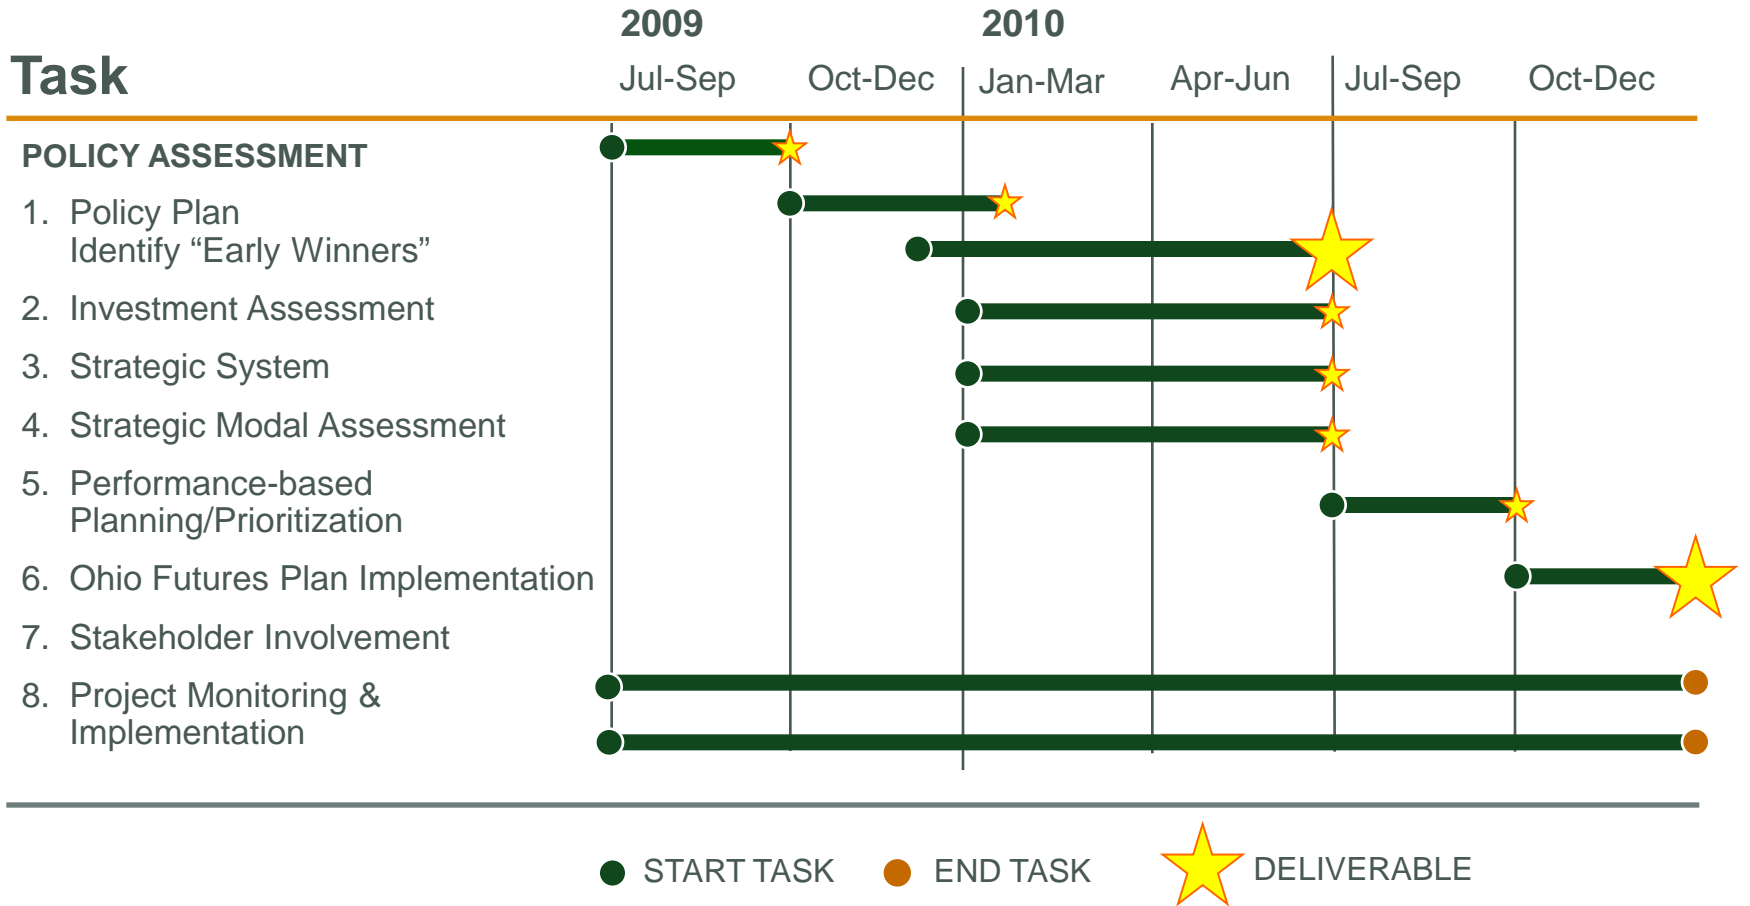 2009 2010
Task Jul-Sep Oct-Dec Jan-Mar Apr-Jun Jul-Sep Oct-Dec
POLICY ASSESSMENT
1. Policy Plan
Identify “Early Winners”
2. Investment Assessment
3. Strategic System
4. Strategic Modal Assessment
5. Performance-based
Planning/Prioritization
6. Ohio Futures Plan Implementation
7. Stakeholder Involvement
8. Project Monitoring &
Implementation
START TASK END TASK DELIVERABLE